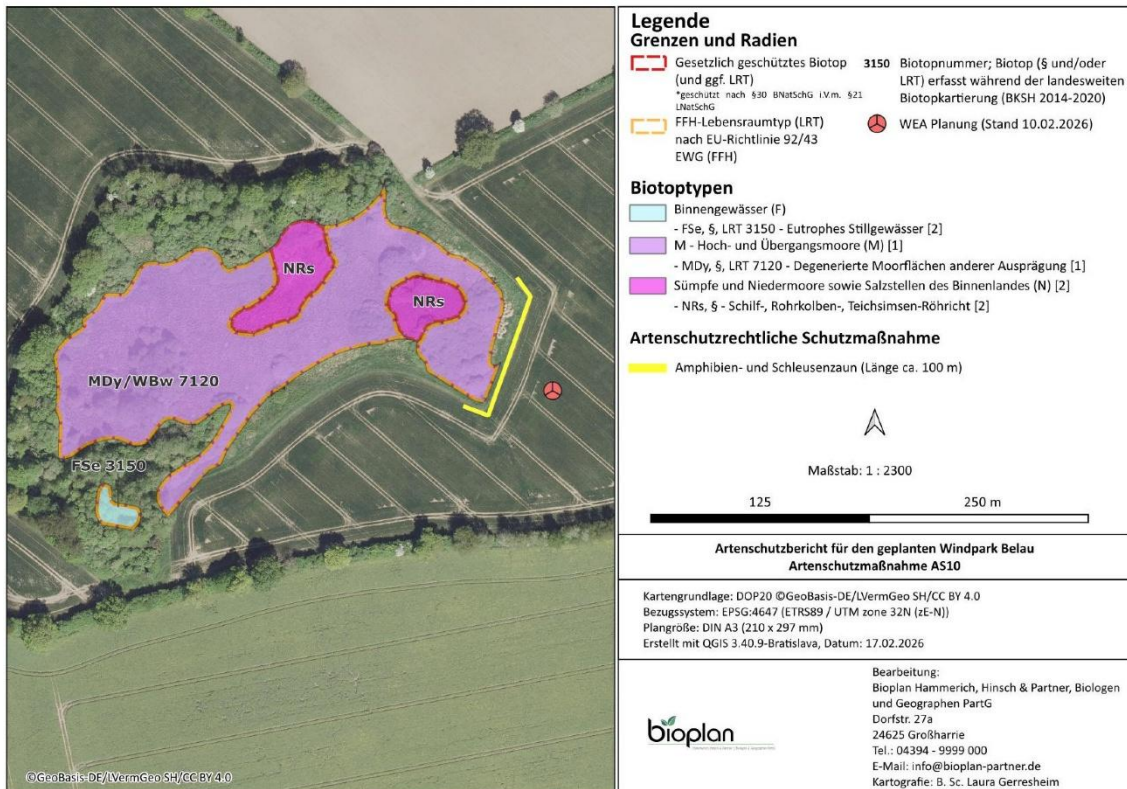 NRs
NRs
MDy/WBw 7120
FSe 3150
©GeoBasis-DE/LVermGeo SH/CC BY 4.0
Legende
Grenzen und Radien
Gesetzlich geschütztes Biotop
(und ggf. LRT)
*geschützt nach §30 BNatSchG i.V.m. §21
LNatSchG
FFH-Lebensraumtyp (LRT)
nach EU-Richtlinie 92/43
EWG (FFH)
3150 Biotopnummer; Biotop (§ und/oder
LRT) erfasst während der landesweiten
Biotopkartierung (BKSH 2014-2020)
WEA Planung (Stand 10.02.2026)
Biotoptypen
Binnengewässer (F)
- FSe, §, LRT 3150 - Eutrophes Stillgewässer [2]
M - Hoch- und Übergangsmoore (M) [1]
- MDy, §, LRT 7120 - Degenerierte Moorflächen anderer Ausprägung [1]
Sümpfe und Niedermoore sowie Salzstellen des Binnenlandes (N) [2]
- NRs, § - Schilf-, Rohrkolben-, Teichsimsen-Röhricht [2]
Artenschutzrechtliche Schutzmaßnahme
Amphibien- und Schleusenzaun (Länge ca. 100 m)
Maßstab: 1 : 2300
125 250 m
Artenschutzbericht für den geplanten Windpark Belau
Artenschutzmaßnahme AS10
Kartengrundlage: DOP20 ©GeoBasis-DE/LVermGeo SH/CC BY 4.0
Bezugssystem: EPSG:4647 (ETRS89 / UTM zone 32N (zE-N))
Plangröße: DIN A3 (210 x 297 mm)
Erstellt mit QGIS 3.40.9-Bratislava, Datum: 17.02.2026
bioplan
Bearbeitung:
Bioplan Hammerich, Hinsch & Partner, Biologen
und Geographen PartG
Dorfstr. 27a
24625 Großharrie
Tel.: 04394 - 9999 000
E-Mail: info@bioplan-partner.de
Kartografie: B. Sc. Laura Gerresheim